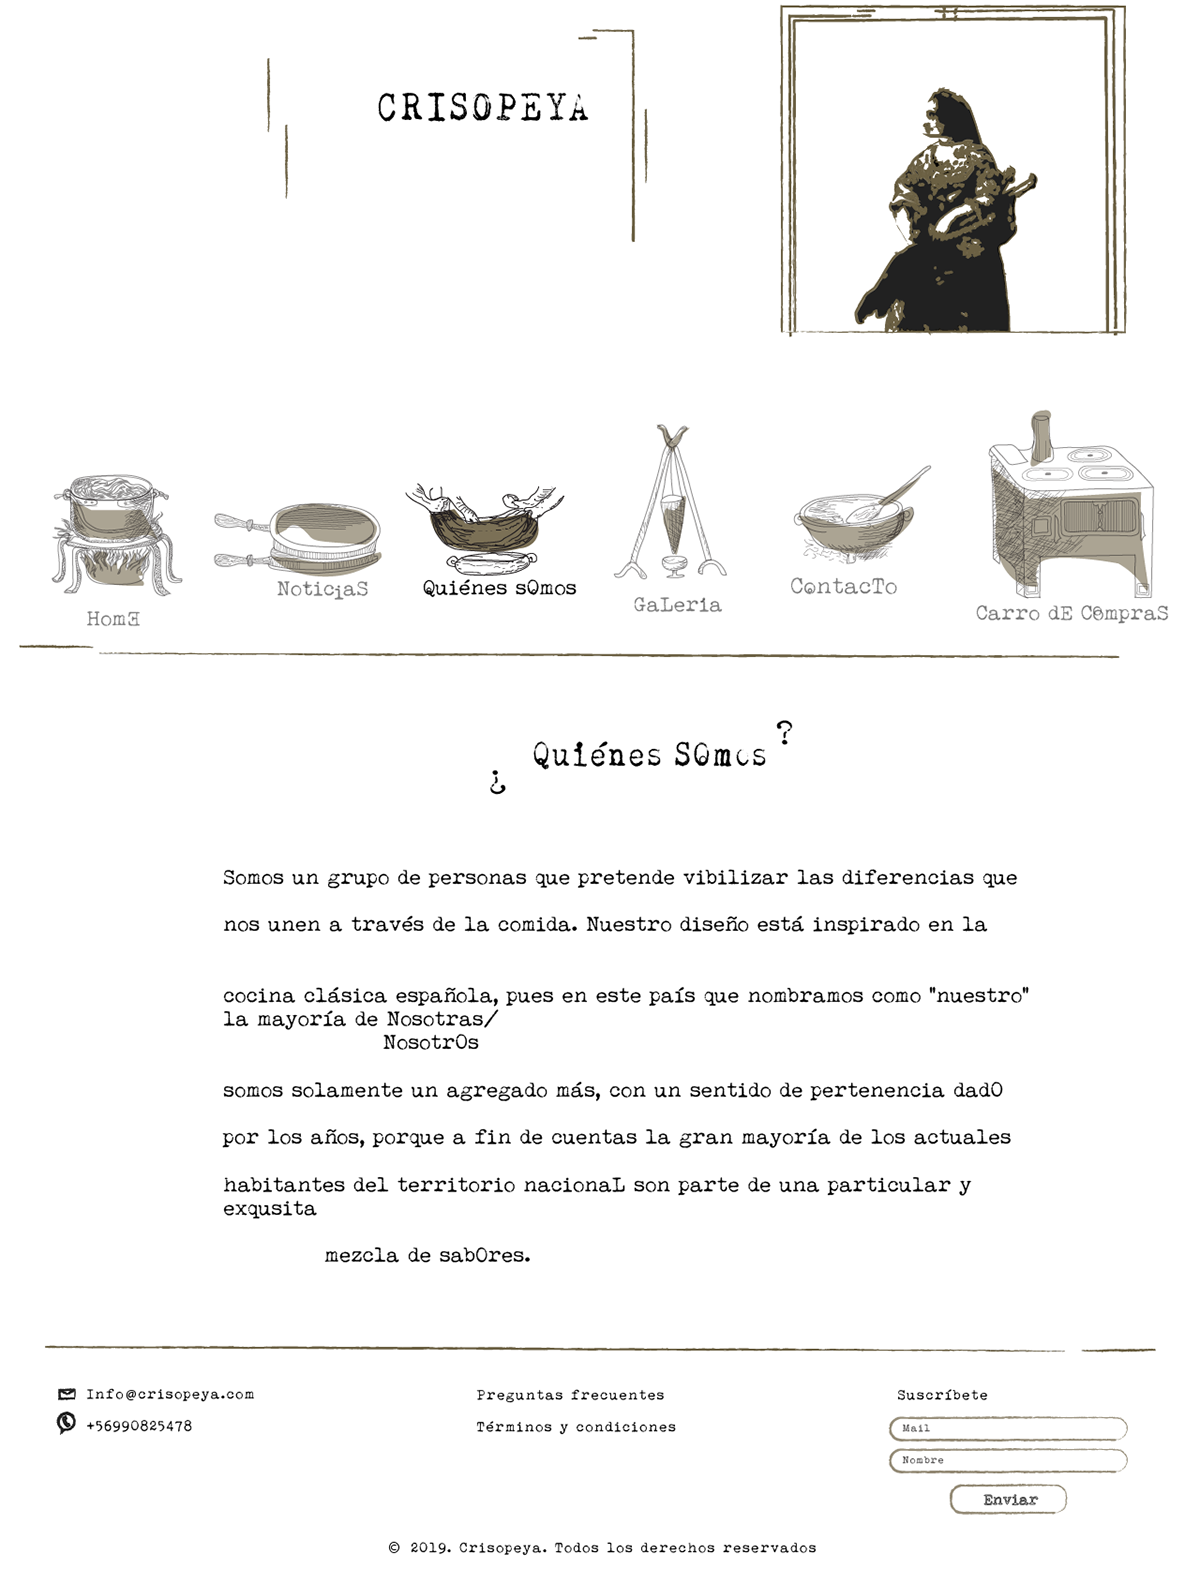 CRISOPEYA
HomE
NoticiaS
Quiénes sOmos
GaLeria
ContacTo
Carro dE CompraS
¿ Quiénes SOmos ?
Somos un grupo de personas que pretende vibilizar las diferencias que
nos unen a través de la comida. Nuestro diseño está inspirado en la
cocina clásica española, pues en este país que nombramos como "nuestro"
la mayoría de Nosotras/
NosotrOs
somos solamente un agregado más, con un sentido de pertenencia dadO
por los años, porque a fin de cuentas la gran mayoría de los actuales
habitantes del territorio nacionaL son parte de una particular y
exqusita
mezcla de sabOres.
Info@crisopeya.com
+56990825478
Preguntas frecuentes
Términos y condiciones
Suscríbete
Mail
Nombre
Enviar
© 2019. Crisopeya. Todos los derechos reservados